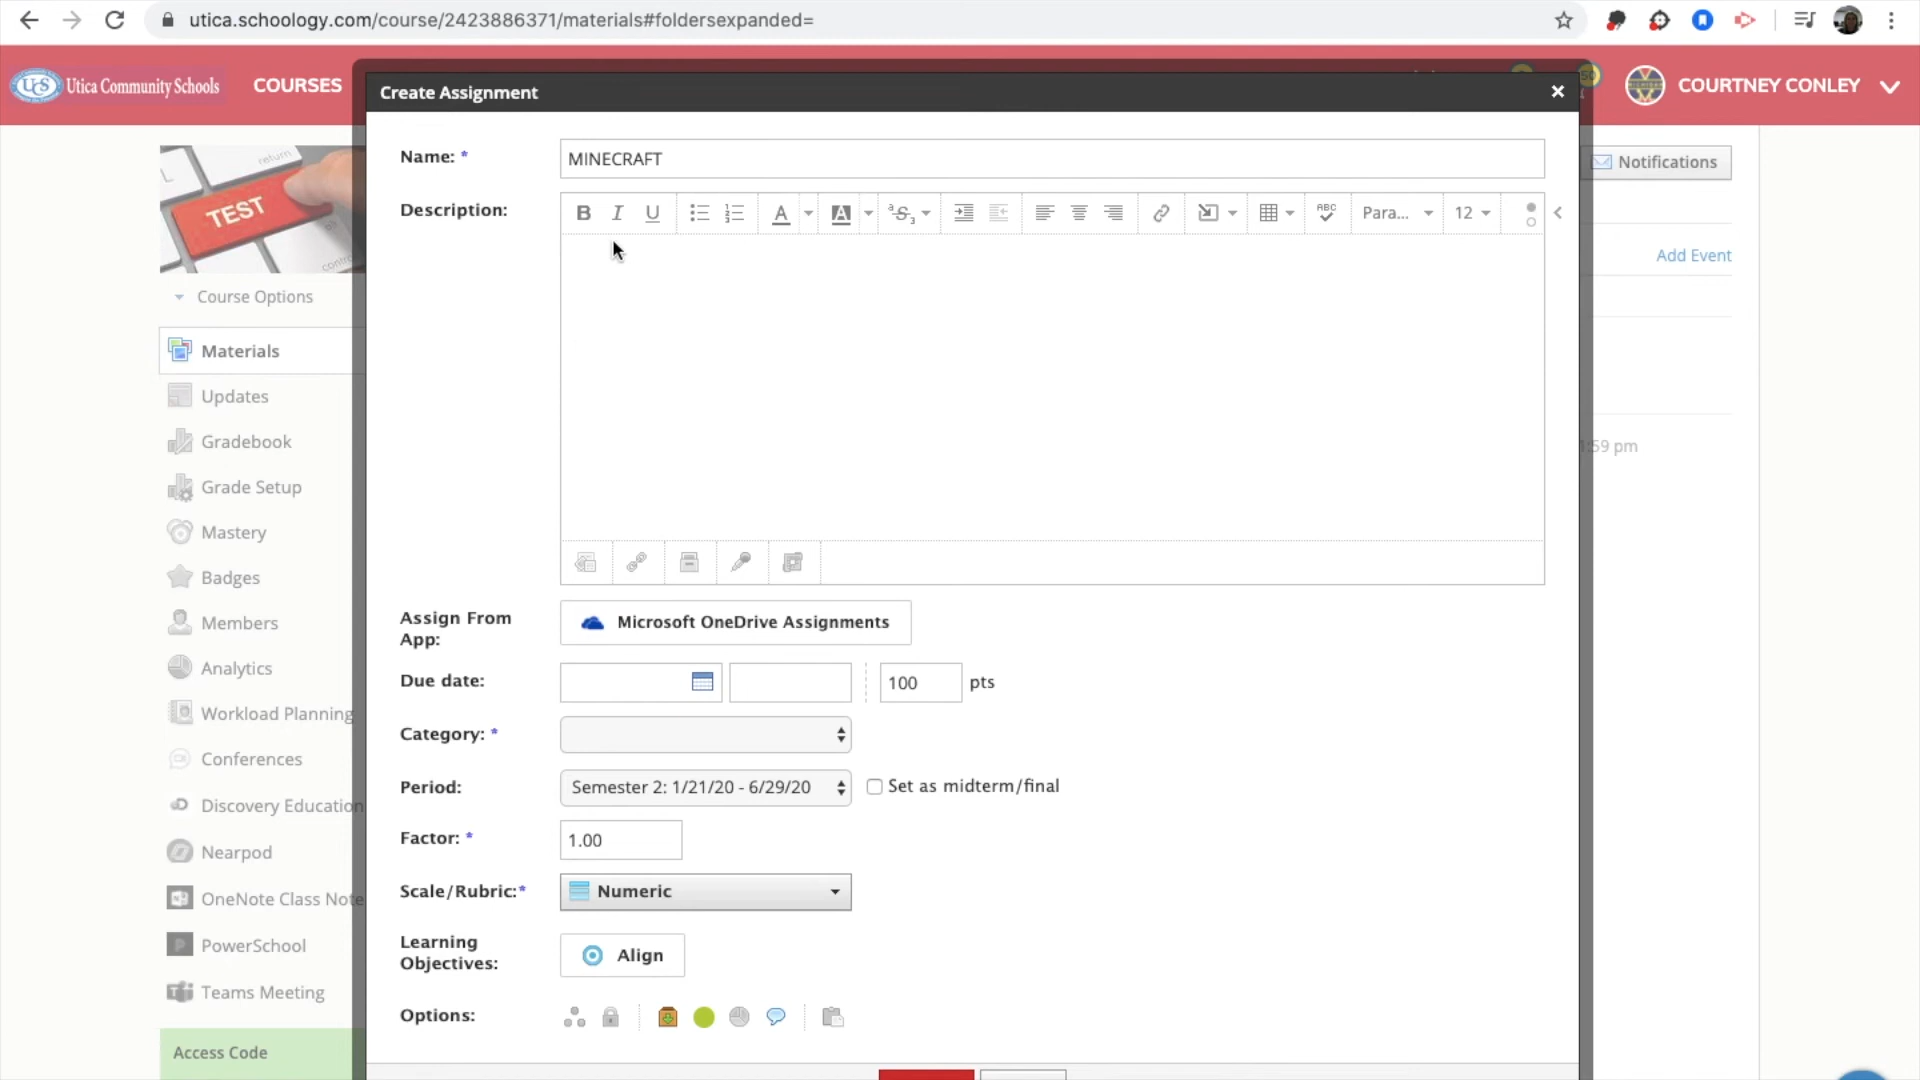 utica.schoology.com/course/2423886371/materials#foldersexpanded=
UCS Utica Community Schools
COURSES
COURTNEY CONLEY
Create Assignment
return
TEST
control
Course Options
Materials
Updates
Gradebook
Grade Setup
Mastery
Badges
Members
Analytics
Workload Planning
Conferences
Discovery Education
Nearpod
OneNote Class Note
PowerSchool
Teams Meeting
Access Code
Name: *
MINECRAFT
Description:
B I U A A S ABC Para... 12
Assign From
App:
Microsoft OneDrive Assignments
Due date:
100 pts
Category: *
Period:
Semester 2: 1/21/20 - 6/29/20
Set as midterm/final
Factor: *
1.00
Scale/Rubric:*
Numeric
Learning
Objectives:
Align
Options:
Notifications
Add Event
:59 pm